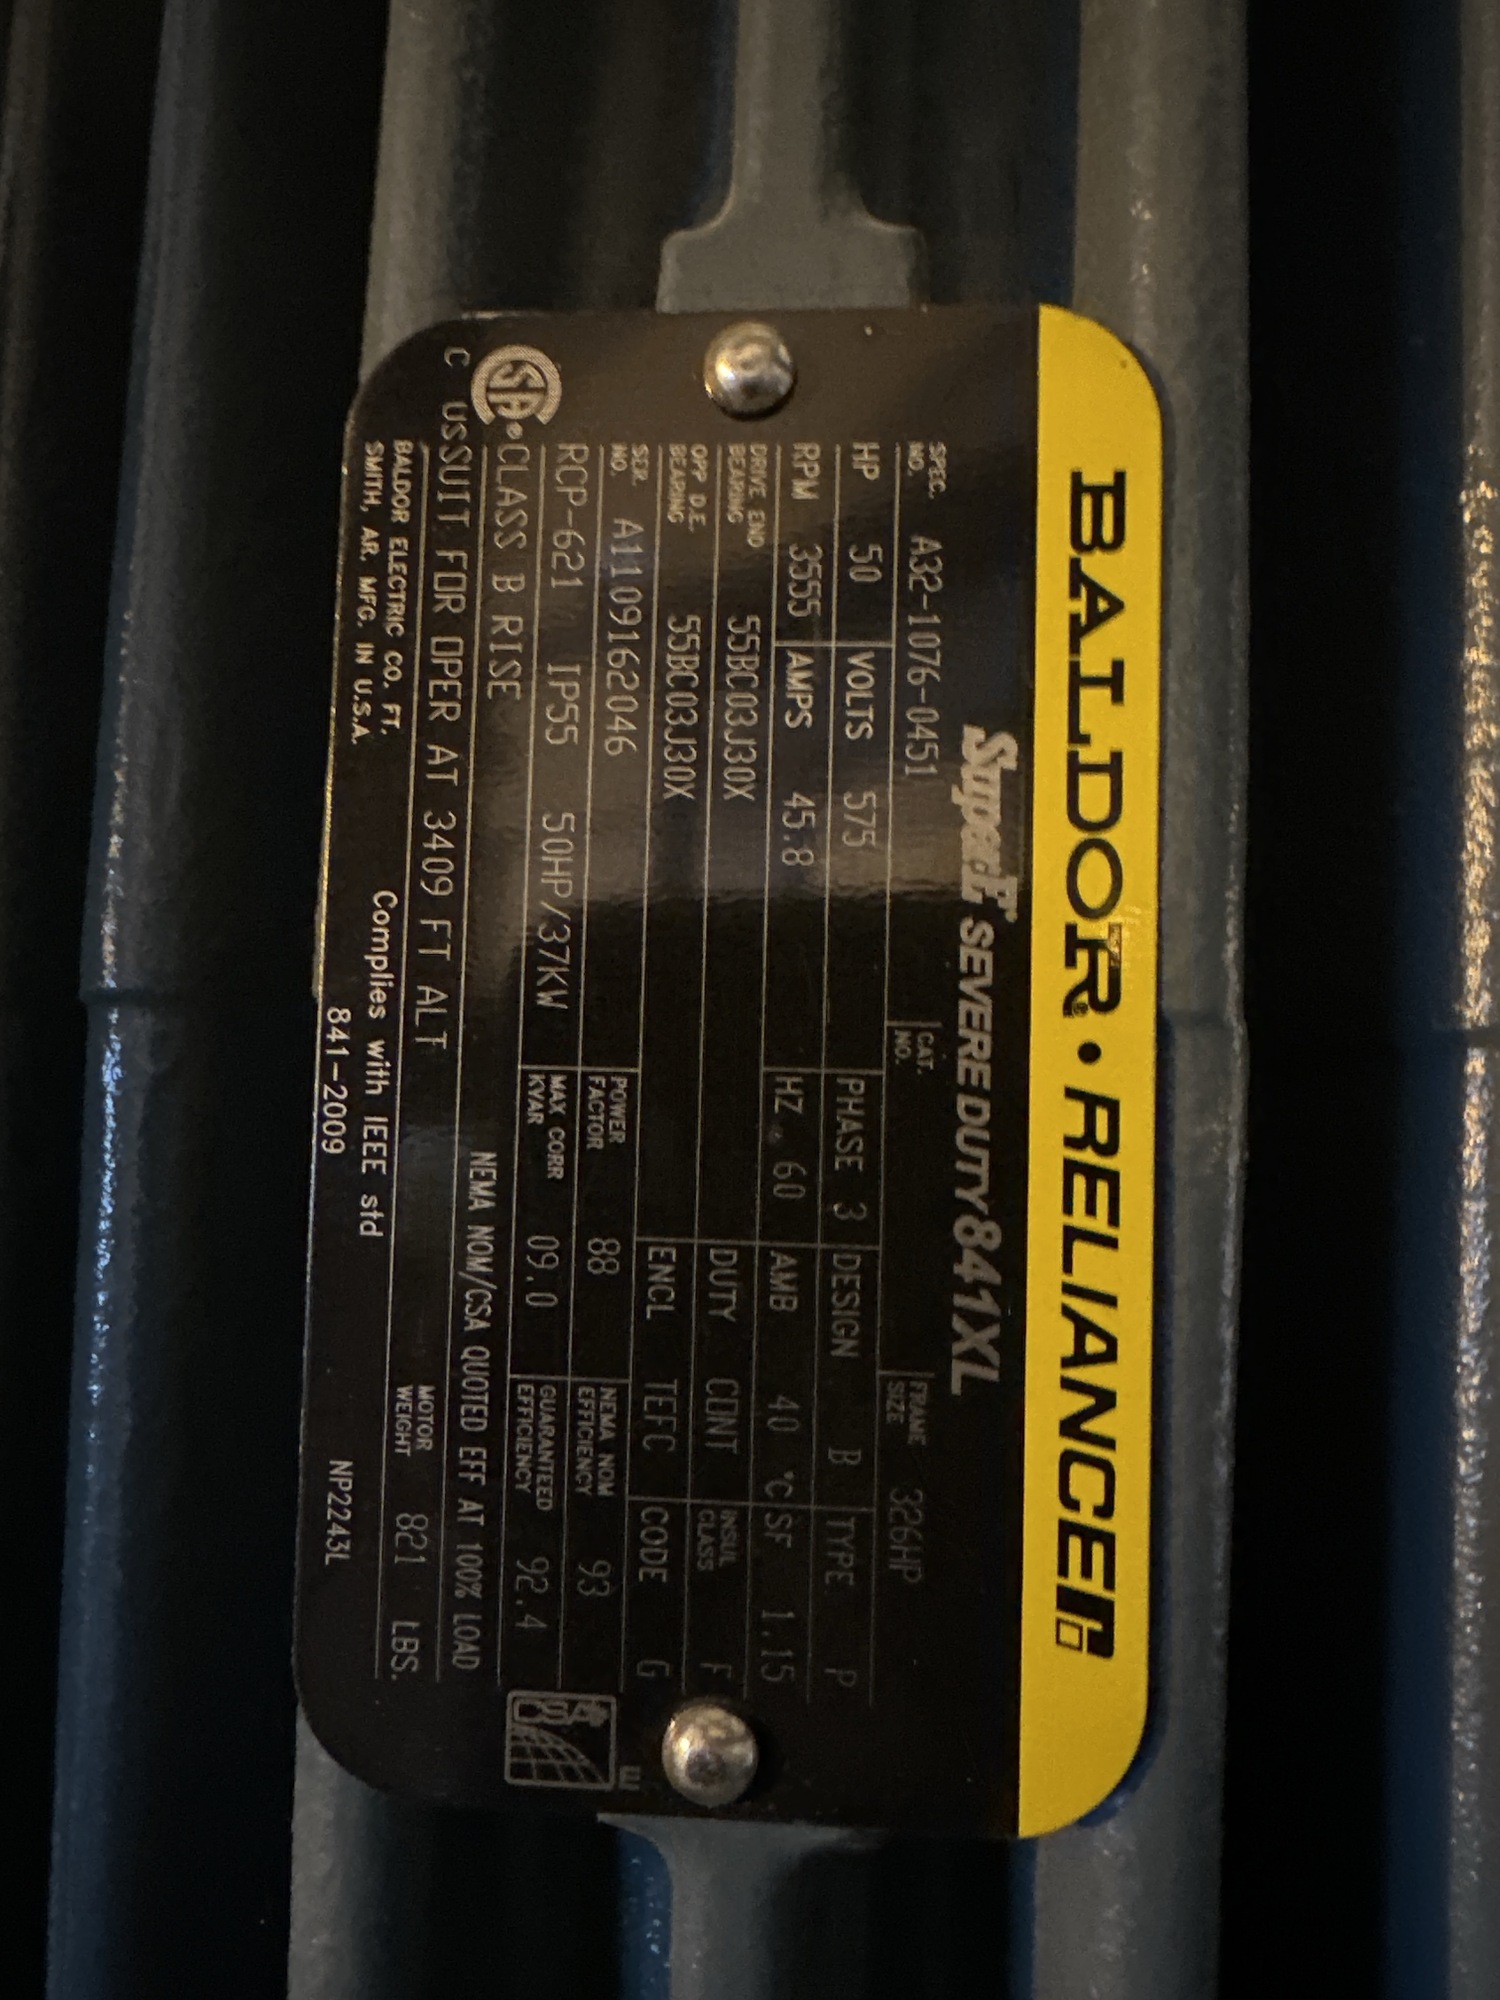 BALDOR • RELIANCER
SuperE SEVERE DUTY 841XL
SPEC. NO. A32-1076-0451 CAT. NO. FRAME SIZE 326HP
HP 50 VOLTS 575 PHASE 3 DESIGN B TYPE P
RPM 3555 AMPS 45.8 HZ. 60 AMB 40 °C SF 1.15
DRIVE END BEARING 55BC03J30X DUTY CONT INSUL CLASS F
OPP D.E. BEARING 55BC03J30X ENCL TEFC CODE G
SER. NO. A1109162046 POWER FACTOR 88 NEMA NOM EFFICIENCY 93
RCP-621 IP55 50HP/37KW MAX CORR KVAR 09.0 GUARANTEED EFFICIENCY 92.4
SA® CLASS B RISE NEMA NOM/CSA QUOTED EFF AT 100% LOAD
C US SUIT FOR OPER AT 3409 FT ALT MOTOR WEIGHT 821 LBS.
BALDOR ELECTRIC CO. FT.
SMITH, AR. MFG. IN U.S.A.
Complies with IEEE std
841-2009
NP2243L
EEV